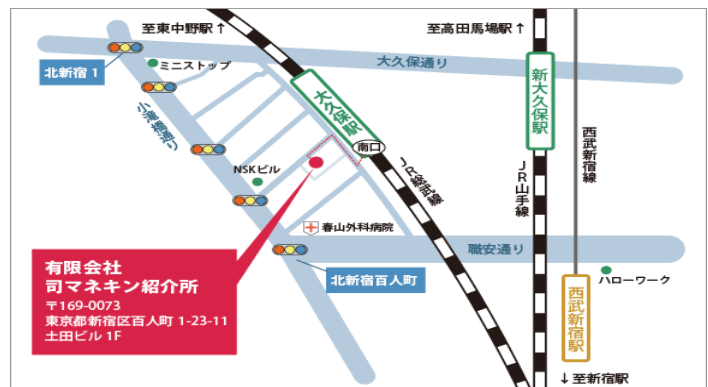 至東中野駅↑
至高田馬場駅↑
大久保通り
北新宿 1
ミニストップ
小滝橋通り
大久保駅
新大久保駅
南口
西武新宿線
JR総武線
JR山手線
NSKビル
春山外科病院
職安通り
北新宿百人町
ハローワーク
西武新宿駅
↓至新宿駅
有限会社
司マネキン紹介所
〒169-0073
東京都新宿区百人町 1-23-11
土田ビル 1F